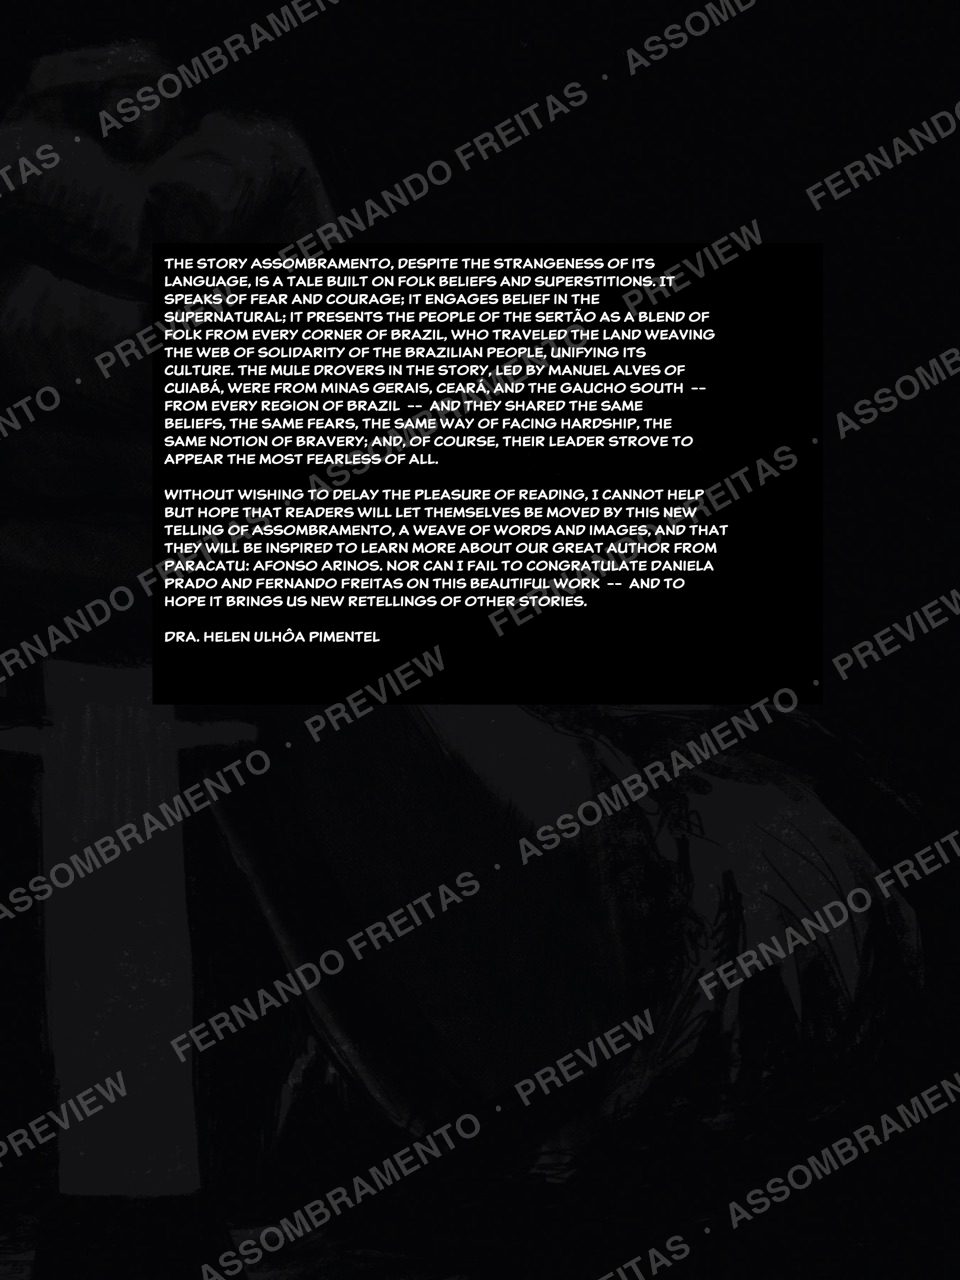 THE STORY ASSOMBRAMENTO, DESPITE THE STRANGENESS OF ITS
LANGUAGE, IS A TALE BUILT ON FOLK BELIEFS AND SUPERSTITIONS. IT
SPEAKS OF FEAR AND COURAGE; IT ENGAGES BELIEF IN THE
SUPERNATURAL; IT PRESENTS THE PEOPLE OF THE SERTÃO AS A BLEND OF
FOLK FROM EVERY CORNER OF BRAZIL, WHO TRAVELED THE LAND WEAVING
THE WEB OF SOLIDARITY OF THE BRAZILIAN PEOPLE, UNIFYING ITS
CULTURE. THE MULE DROVERS IN THE STORY, LED BY MANUEL ALVES OF
CUIABÁ, WERE FROM MINAS GERAIS, CEARÁ, AND THE GAUCHO SOUTH --
FROM EVERY REGION OF BRAZIL -- AND THEY SHARED THE SAME
BELIEFS, THE SAME FEARS, THE SAME WAY OF FACING HARDSHIP, THE
SAME NOTION OF BRAVERY; AND, OF COURSE, THEIR LEADER STROVE TO
APPEAR THE MOST FEARLESS OF ALL.
WITHOUT WISHING TO DELAY THE PLEASURE OF READING, I CANNOT HELP
BUT HOPE THAT READERS WILL LET THEMSELVES BE MOVED BY THIS NEW
TELLING OF ASSOMBRAMENTO, A WEAVE OF WORDS AND IMAGES, AND THAT
THEY WILL BE INSPIRED TO LEARN MORE ABOUT OUR GREAT AUTHOR FROM
PARACATU: AFONSO ARINOS. NOR CAN I FAIL TO CONGRATULATE DANIELA
PRADO AND FERNANDO FREITAS ON THIS BEAUTIFUL WORK -- AND TO
HOPE IT BRINGS US NEW RETELLINGS OF OTHER STORIES.
DRA. HELEN ULHÔA PIMENTEL
FERNANDO FREITAS · ASSOMBRAMENTO · PREVIEW